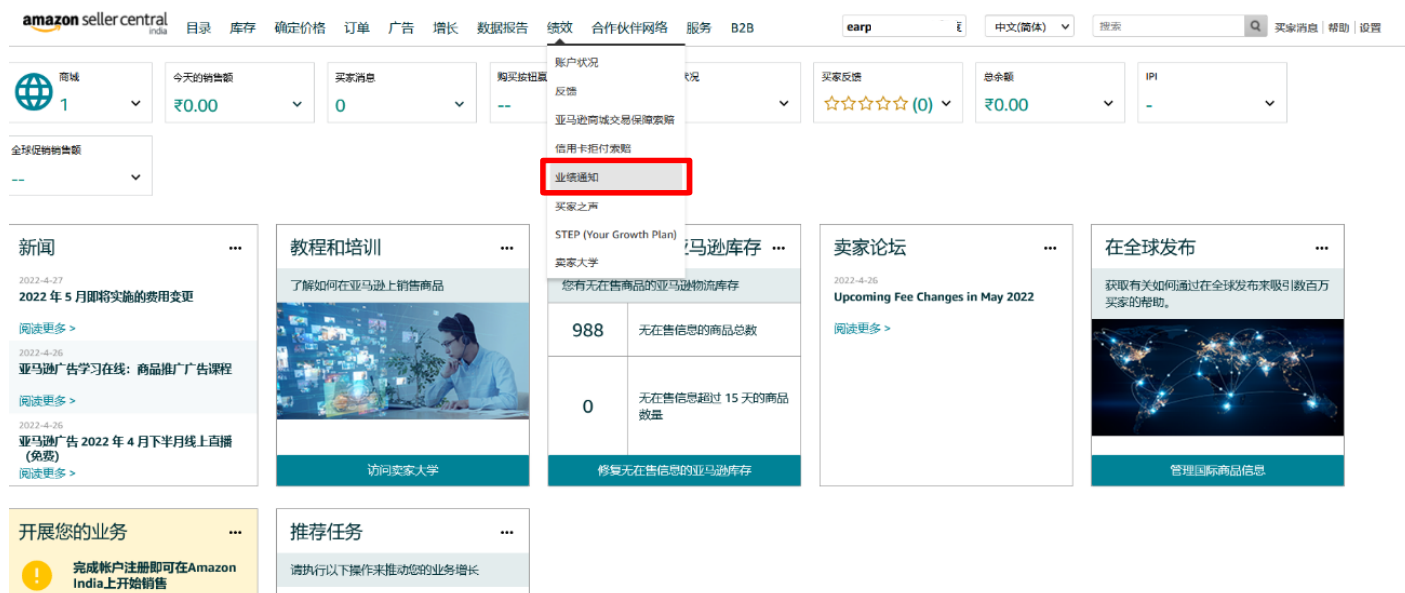 amazon seller central
india
目录 库存 确定价格 订单 广告 增长 数据报告 绩效 合作伙伴网络 服务 B2B
earp
中文(简体)
搜索
买家消息 帮助 设置
账户状况
反馈
亚马逊商城交易保障索赔
信用卡拒付索赔
业绩通知
买家之声
STEP (Your Growth Plan)
卖家大学
商城
1
今天的销售额
₹0.00
买家消息
0
购买按钮赢
--
状况
买家反馈
(0)
总余额
₹0.00
IPI
-
全球促销销售额
--
新闻
2022-4-27
2022 年 5 月即将实施的费用变更
阅读更多 >
2022-4-26
亚马逊广告学习在线：商品推广广告课程
阅读更多 >
2022-4-26
亚马逊广告 2022 年 4 月下半月线上直播
（免费）
阅读更多 >
教程和培训
了解如何在亚马逊上销售商品
访问卖家大学
亚马逊库存
您有无在售商品的亚马逊物流库存
988
无在售信息的商品总数
0
无在售信息超过 15 天的商品
数量
修复无在售信息的亚马逊库存
卖家论坛
2022-4-26
Upcoming Fee Changes in May 2022
阅读更多 >
在全球发布
获取有关如何通过在全球发布来吸引数百万
买家的帮助。
管理国际商品信息
开展您的业务
完成帐户注册即可在Amazon
India上开始销售
推荐任务
请执行以下操作来推动您的业务增长